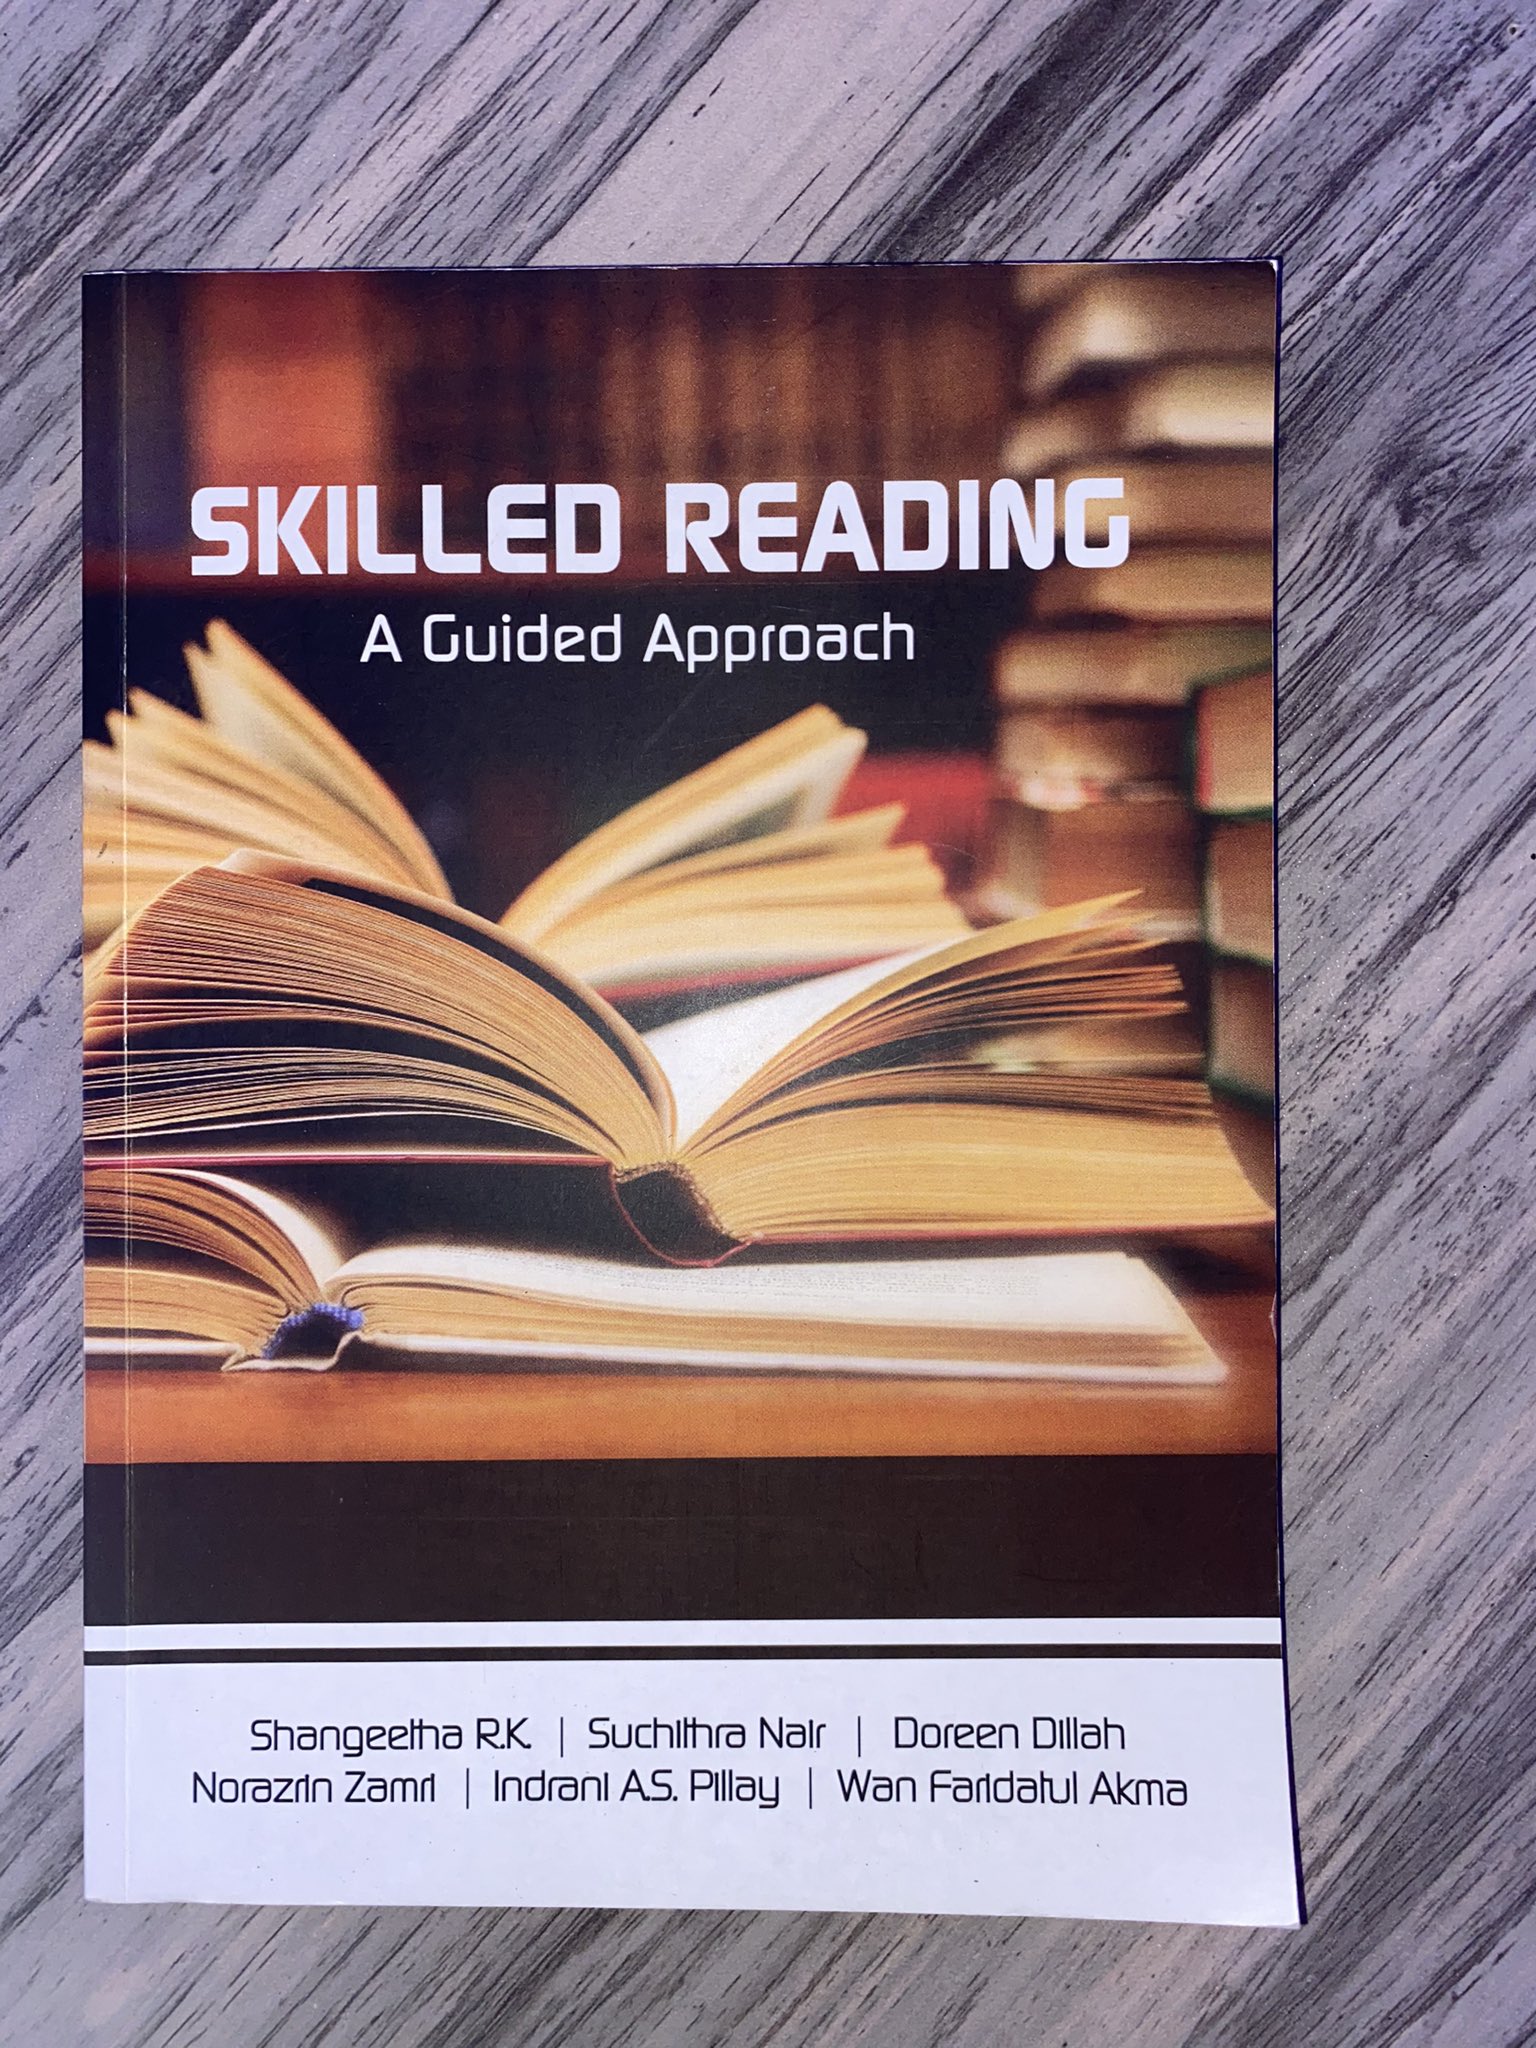 SKILLED READING
A Guided Approach
Shangeetha R.K. | Suchithra Nair | Doreen Dillah
Norazrin Zamri | Indrani A.S. Pillay | Wan Faridatul Akma